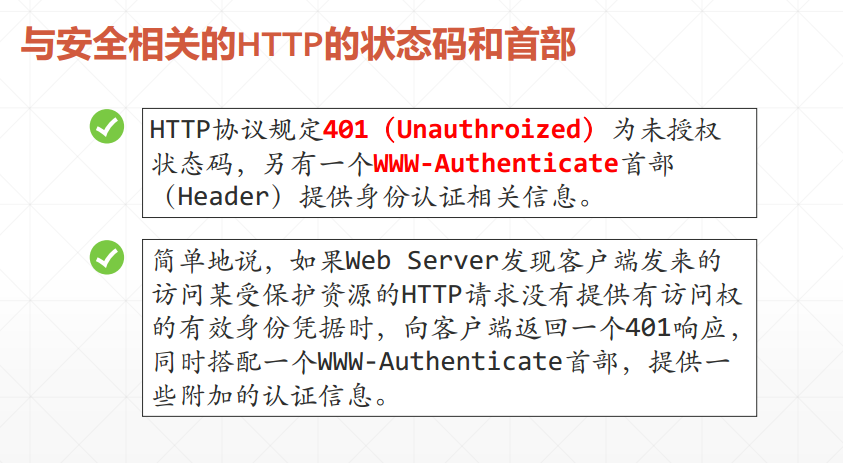 与安全相关的HTTP的状态码和首部
HTTP协议规定401（Unauthroized）为未授权
状态码，另有一个WWW-Authenticate首部
（Header）提供身份认证相关信息。
简单地说，如果Web Server发现客户端发来的
访问某受保护资源的HTTP请求没有提供有访问权
的有效身份凭据时，向客户端返回一个401响应，
同时搭配一个WWW-Authenticate首部，提供一
些附加的认证信息。